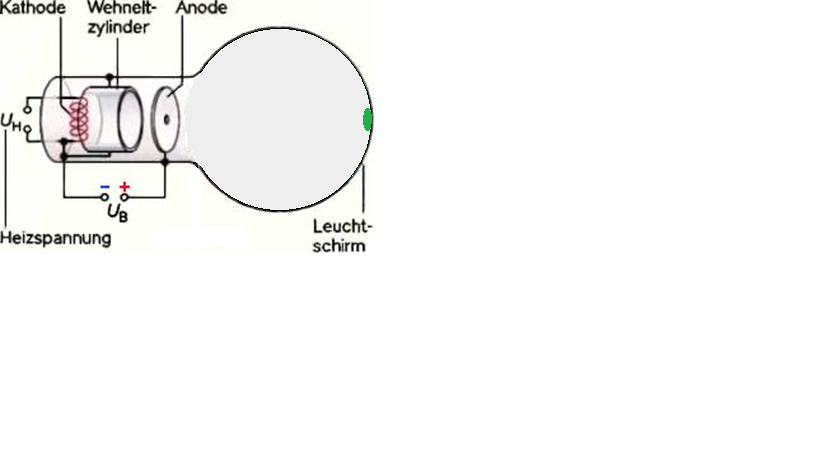 Kathode
Wehnelt-
zylinder
Anode
UH
- +
UB
Heizspannung
Leucht-
schirm